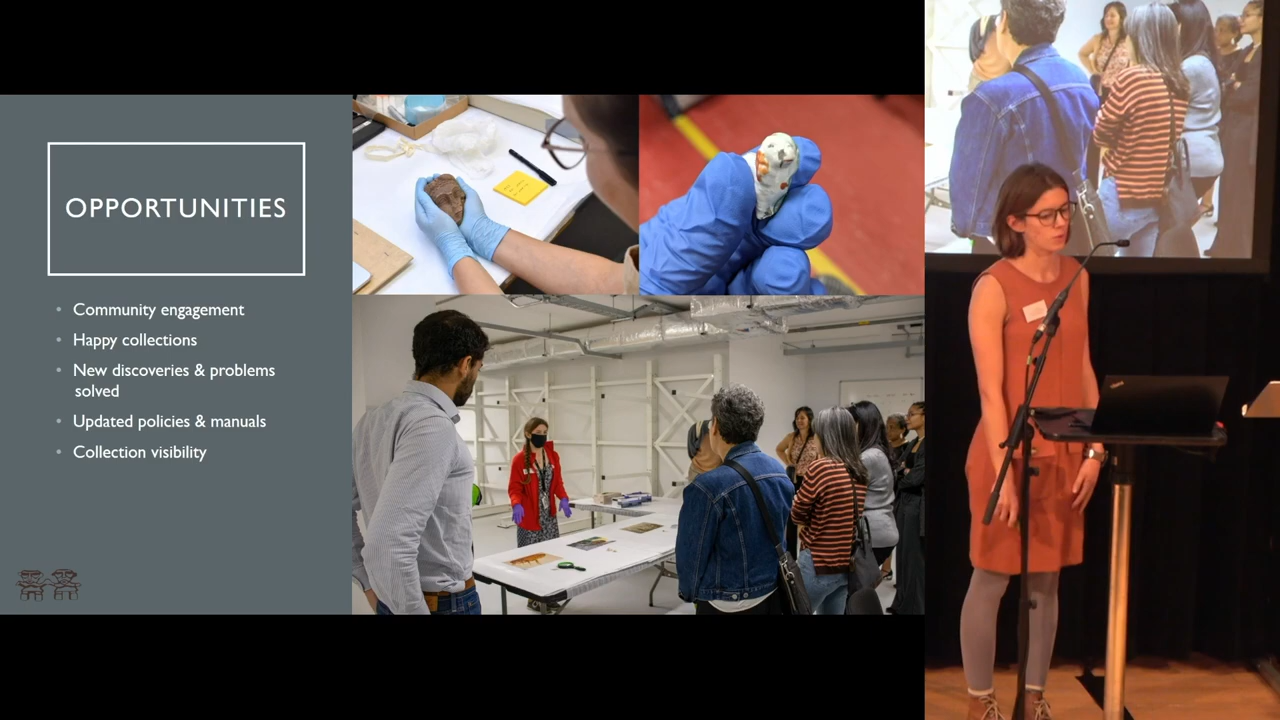 OPPORTUNITIES
• Community engagement
• Happy collections
• New discoveries & problems
solved
• Updated policies & manuals
• Collection visibility